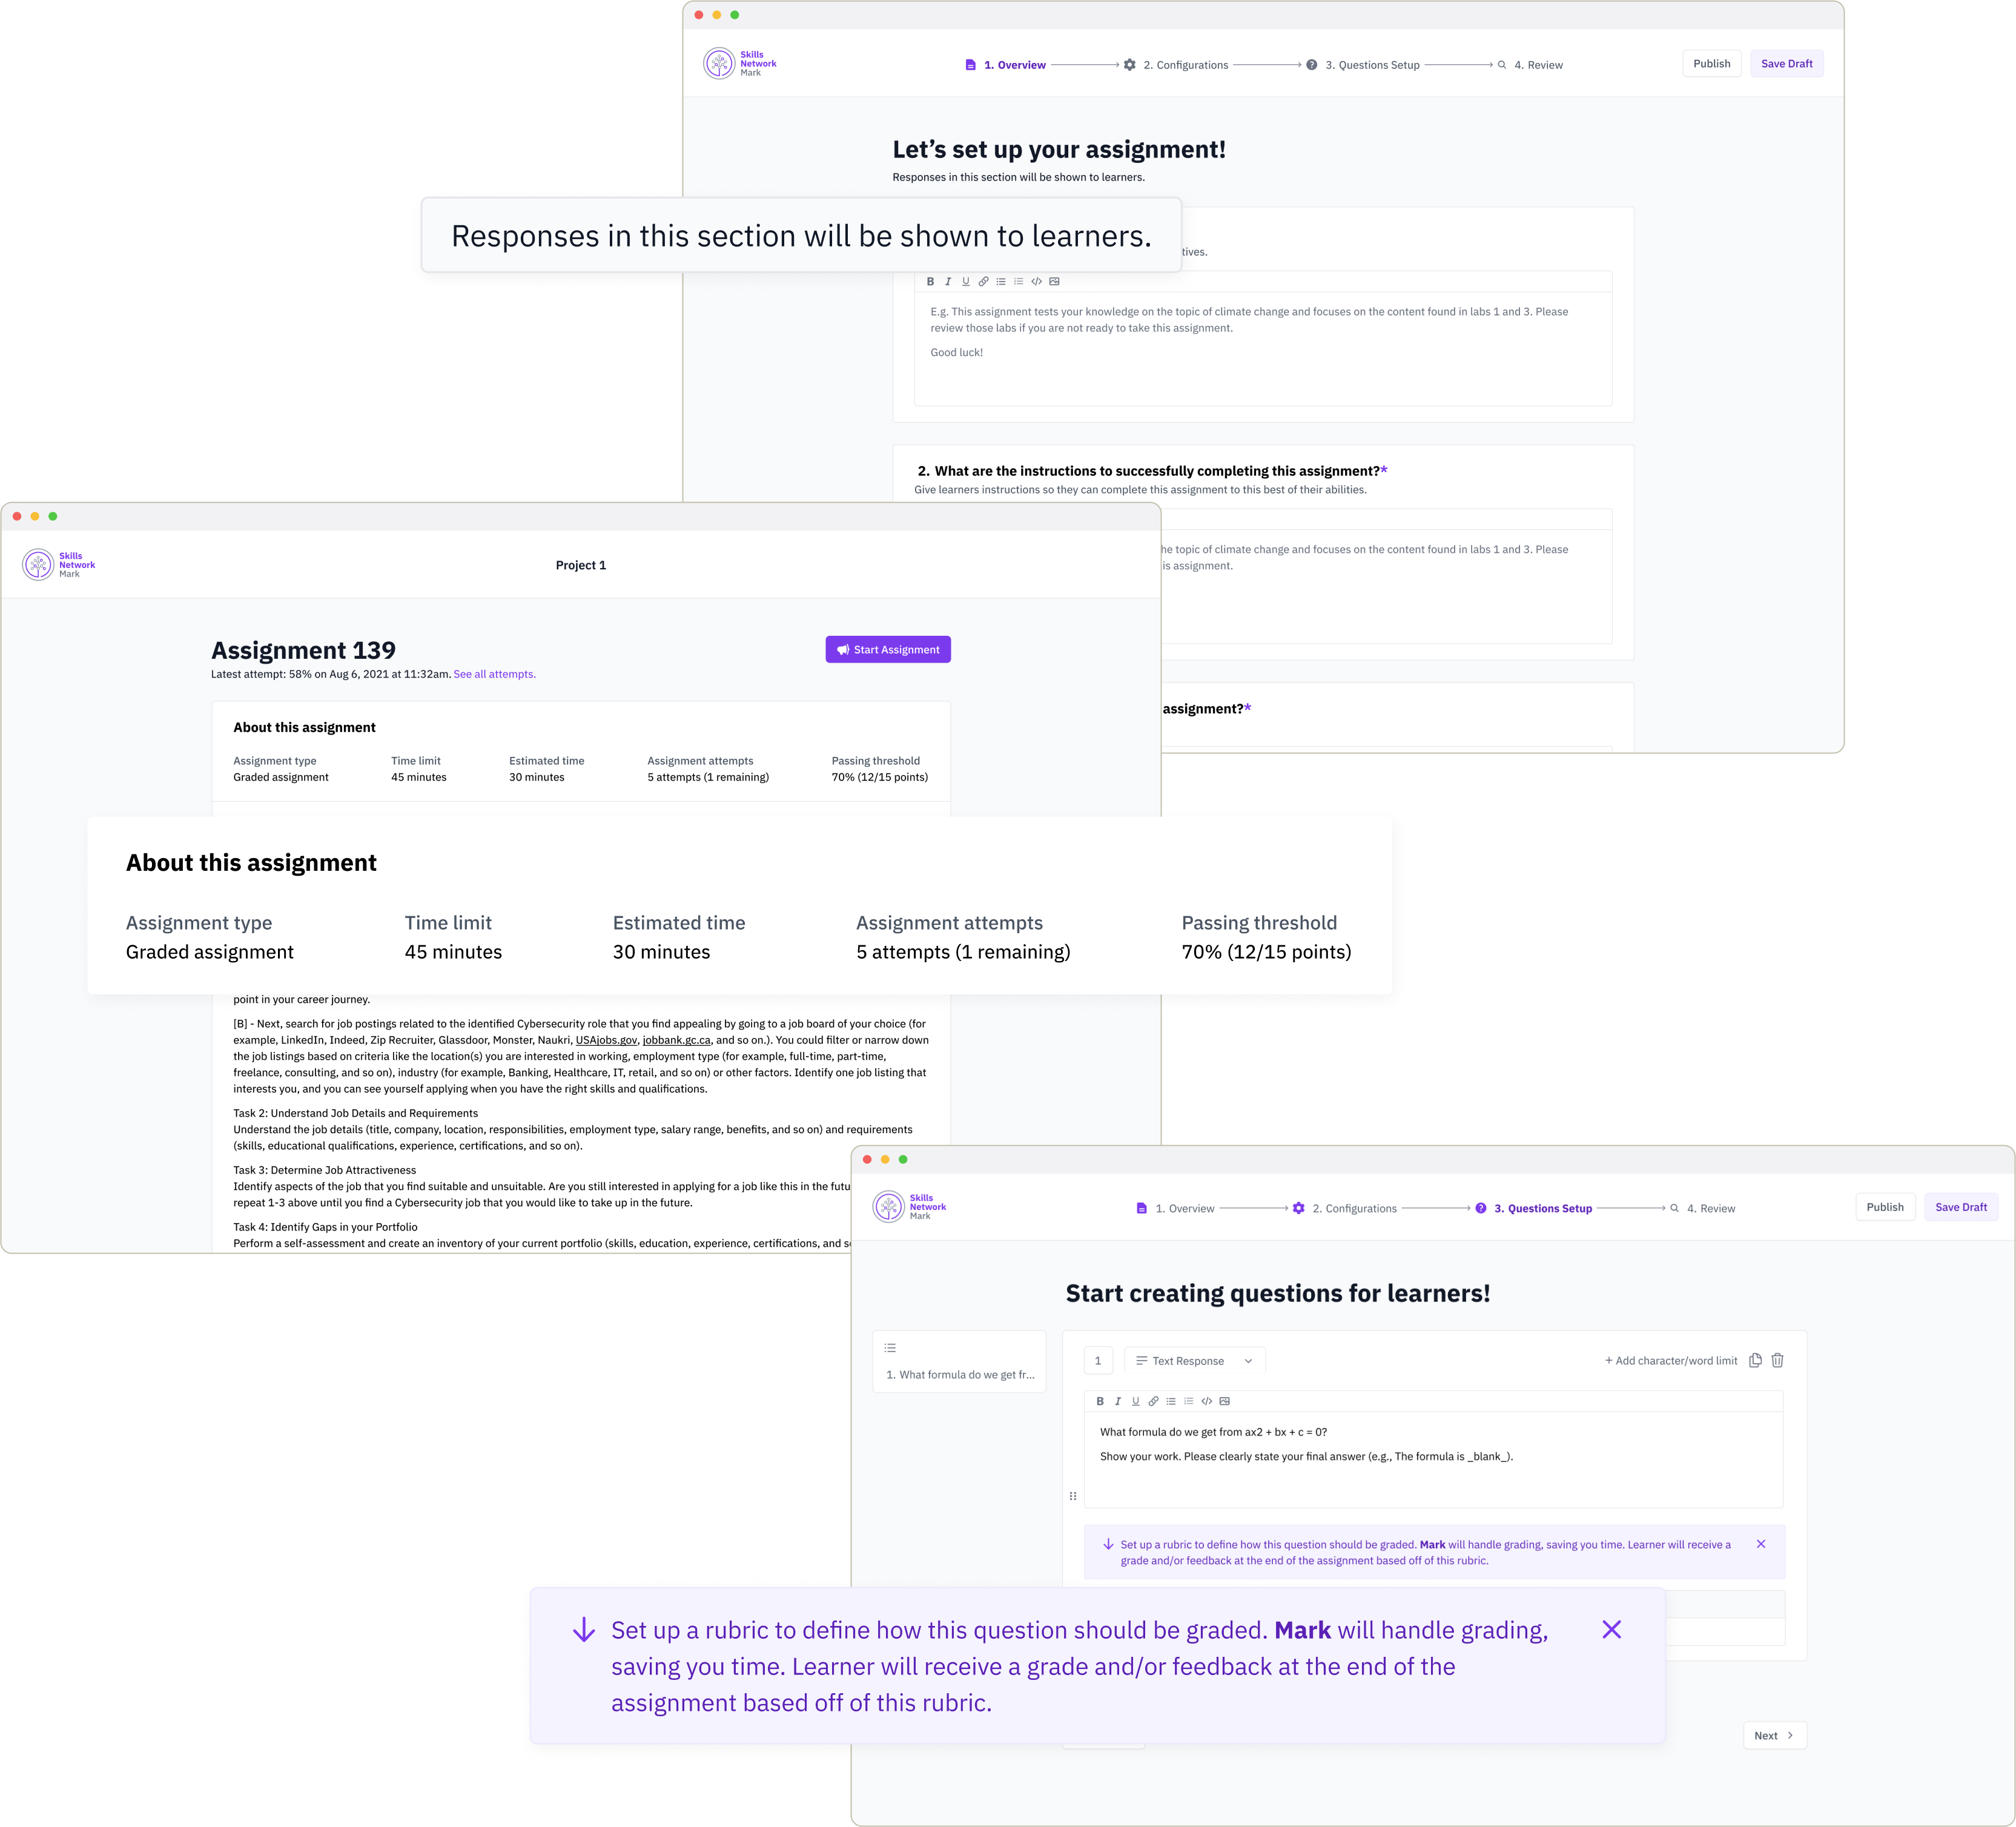 Skills
Network
Mark
1. Overview
2. Configurations
3. Questions Setup
4. Review
Publish
Save Draft
Let’s set up your assignment!
Responses in this section will be shown to learners.
Responses in this section will be shown to learners.
tives.
B I U
E.g. This assignment tests your knowledge on the topic of climate change and focuses on the content found in labs 1 and 3. Please
review those labs if you are not ready to take this assignment.
Good luck!
2. What are the instructions to successfully completing this assignment?*
Give learners instructions so they can complete this assignment to this best of their abilities.
he topic of climate change and focuses on the content found in labs 1 and 3. Please
is assignment.
assignment?*
Skills
Network
Mark
Project 1
Assignment 139
Latest attempt: 58% on Aug 6, 2021 at 11:32am. See all attempts.
Start Assignment
About this assignment
Assignment type
Graded assignment
Time limit
45 minutes
Estimated time
30 minutes
Assignment attempts
5 attempts (1 remaining)
Passing threshold
70% (12/15 points)
About this assignment
Assignment type
Graded assignment
Time limit
45 minutes
Estimated time
30 minutes
Assignment attempts
5 attempts (1 remaining)
Passing threshold
70% (12/15 points)
point in your career journey.
[B] - Next, search for job postings related to the identified Cybersecurity role that you find appealing by going to a job board of your choice (for
example, LinkedIn, Indeed, Zip Recruiter, Glassdoor, Monster, Naukri, USAjobs.gov, jobbank.gc.ca, and so on.). You could filter or narrow down
the job listings based on criteria like the location(s) you are interested in working, employment type (for example, full-time, part-time,
freelance, consulting, and so on), industry (for example, Banking, Healthcare, IT, retail, and so on) or other factors. Identify one job listing that
interests you, and you can see yourself applying when you have the right skills and qualifications.
Task 2: Understand Job Details and Requirements
Understand the job details (title, company, location, responsibilities, employment type, salary range, benefits, and so on) and requirements
(skills, educational qualifications, experience, certifications, and so on).
Task 3: Determine Job Attractiveness
Identify aspects of the job that you find suitable and unsuitable. Are you still interested in applying for a job like this in the futu
repeat 1-3 above until you find a Cybersecurity job that you would like to take up in the future.
Task 4: Identify Gaps in your Portfolio
Perform a self-assessment and create an inventory of your current portfolio (skills, education, experience, certifications, and s
Skills
Network
Mark
1. Overview
2. Configurations
3. Questions Setup
4. Review
Publish
Save Draft
Start creating questions for learners!
1. What formula do we get fr...
1
Text Response
+ Add character/word limit
B I U
What formula do we get from ax2 + bx + c = 0?
Show your work. Please clearly state your final answer (e.g., The formula is _blank_).
Set up a rubric to define how this question should be graded. Mark will handle grading, saving you time. Learner will receive a
grade and/or feedback at the end of the assignment based off of this rubric.
Set up a rubric to define how this question should be graded. Mark will handle grading,
saving you time. Learner will receive a grade and/or feedback at the end of the
assignment based off of this rubric.
Next